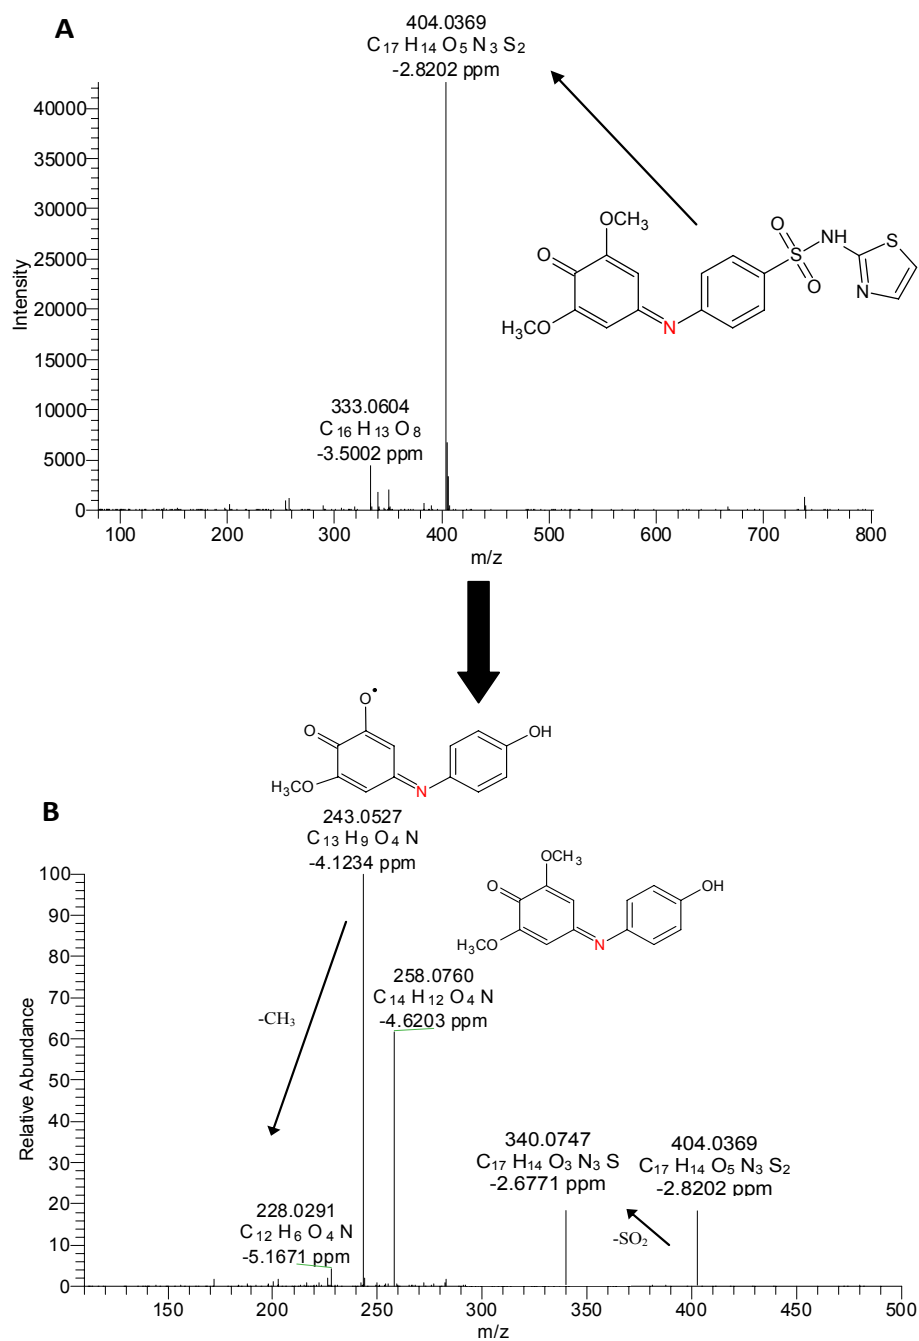 A
404.0369
C17 H14 O5 N3 S2
-2.8202 ppm
40000
35000
30000
25000
20000
15000
10000
5000
0
Intensity
OCH3
O
H3CO
N
O
S
O
NH
S
N
333.0604
C16 H13 O8
-3.5002 ppm
100 200 300 400 500 600 700 800
m/z
O•
O
OH
H3CO
N
B
243.0527
C13 H9 O4 N
-4.1234 ppm
OCH3
O
OH
H3CO
N
258.0760
C14 H12 O4 N
-4.6203 ppm
-CH3
340.0747
C17 H14 O3 N3 S
-2.6771 ppm
404.0369
C17 H14 O5 N3 S2
-2.8202 ppm
-SO2
228.0291
C12 H6 O4 N
-5.1671 ppm
100
90
80
70
60
50
40
30
20
10
0
Relative Abundance
150 200 250 300 350 400 450 500
m/z